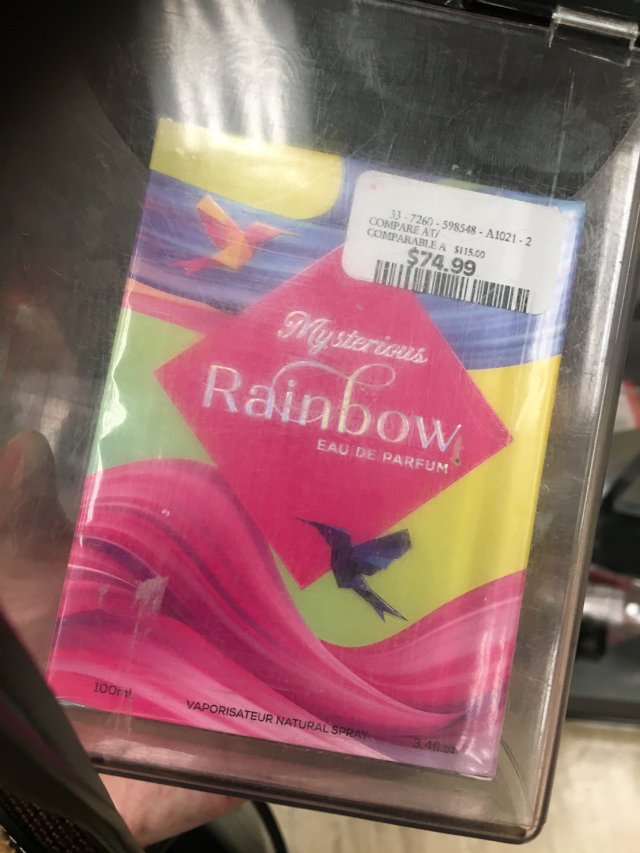 33 - 7260 - 598548 - A1021 - 2
COMPARE AT/
COMPARABLE A $115.00
$74.99
Mysterious
Rainbow
EAU DE PARFUM
100ml.
VAPORISATEUR NATURAL SPRAY
3.4fl.oz